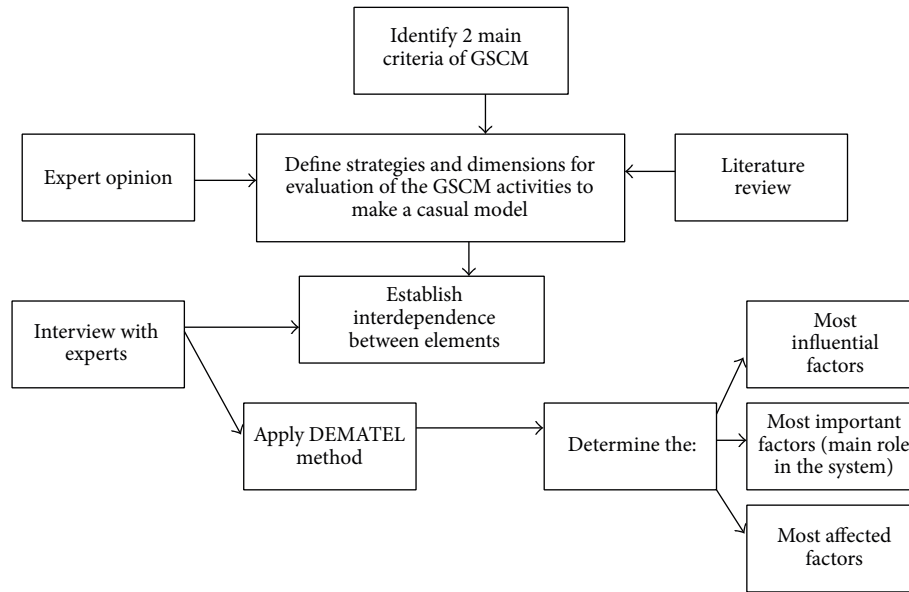 Identify 2 main
criteria of GSCM
Expert opinion
Define strategies and dimensions for
evaluation of the GSCM activities to
make a casual model
Literature
review
Interview with
experts
Establish
interdependence
between elements
Most
influential
factors
Apply DEMATEL
method
Determine the:
Most important
factors (main role
in the system)
Most affected
factors